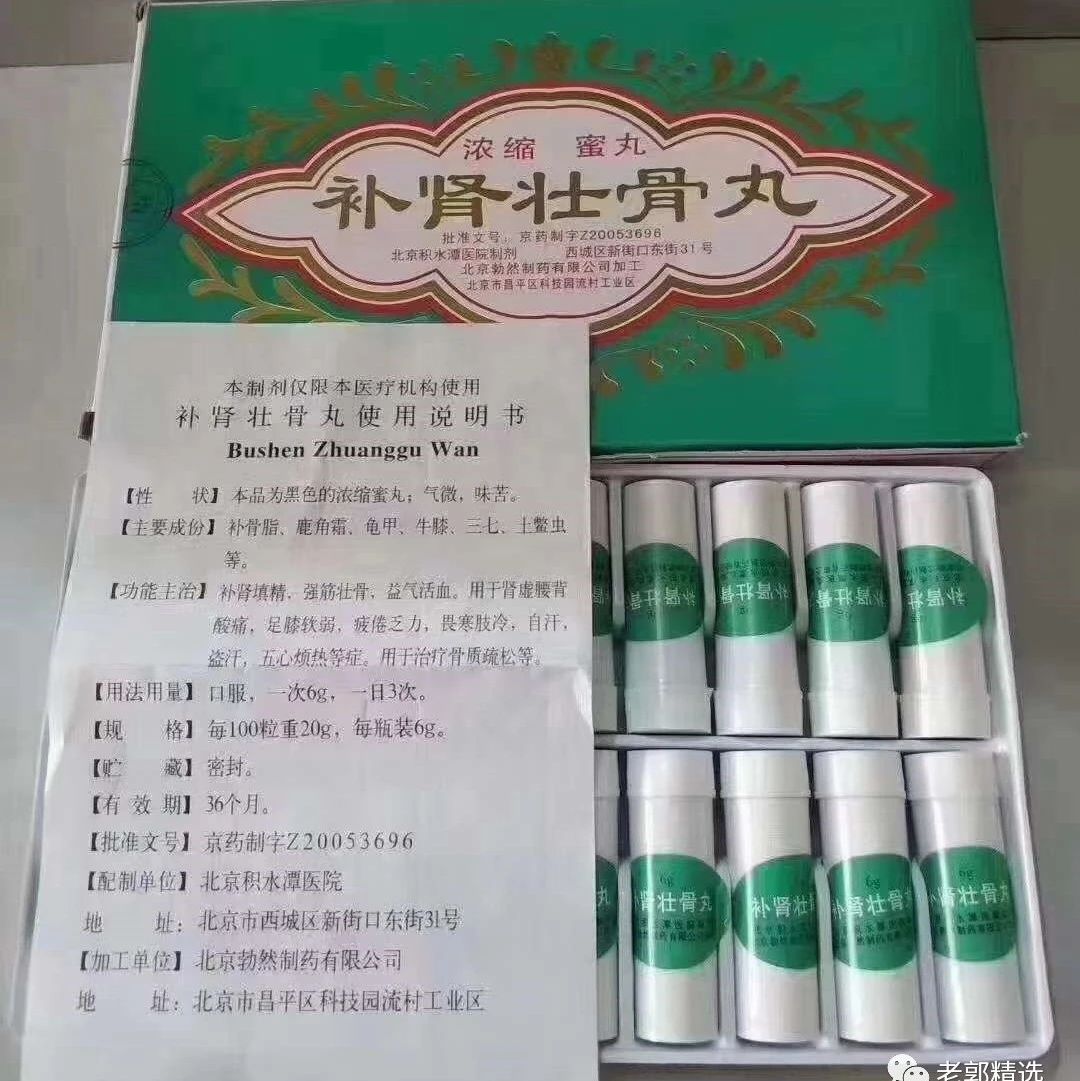 浓缩 蜜丸
补肾壮骨丸
批准文号：京药制字Z20053696
北京积水潭医院制剂 西城区新街口东街31号
北京勃然制药有限公司加工
北京市昌平区科技园流村工业区
本制剂仅限本医疗机构使用
补肾壮骨丸使用说明书
Bushen Zhuanggu Wan
【性 状】本品为黑色的浓缩蜜丸；气微，味苦。
【主要成份】补骨脂、鹿角霜、龟甲、牛膝、三七、土鳖虫
等。
【功能主治】补肾填精，强筋壮骨，益气活血。用于肾虚腰背
酸痛，足膝软弱，疲倦乏力，畏寒肢冷，自汗，
盗汗，五心烦热等症。用于治疗骨质疏松等。
【用法用量】口服，一次6g，一日3次。
【规 格】每100粒重20g，每瓶装6g。
【贮 藏】密封。
【有 效 期】36个月。
【批准文号】京药制字Z20053696
【配制单位】北京积水潭医院
地 址：北京市西城区新街口东街31号
【加工单位】北京勃然制药有限公司
地 址：北京市昌平区科技园流村工业区
补肾壮骨
补肾壮骨
补肾壮骨
补肾壮
6g
肾壮骨丸
补肾壮骨
6g
补肾壮骨
6g
补肾壮骨丸
老郭精选